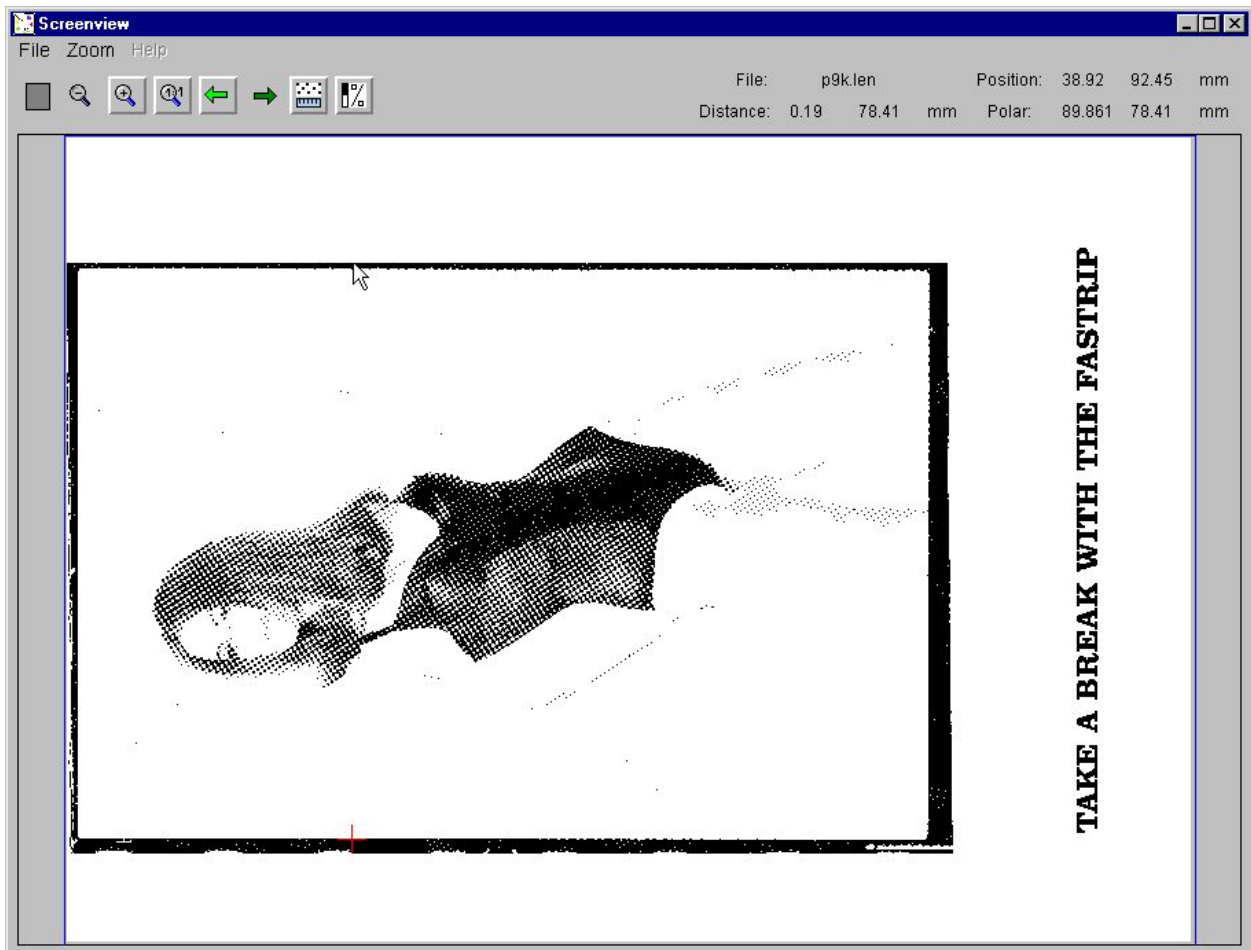 Screenview
File Zoom Help
File: p9k.len Position: 38.92 92.45 mm
Distance: 0.19 78.41 mm Polar: 89.861 78.41 mm
TAKE A BREAK WITH THE FASTRIP